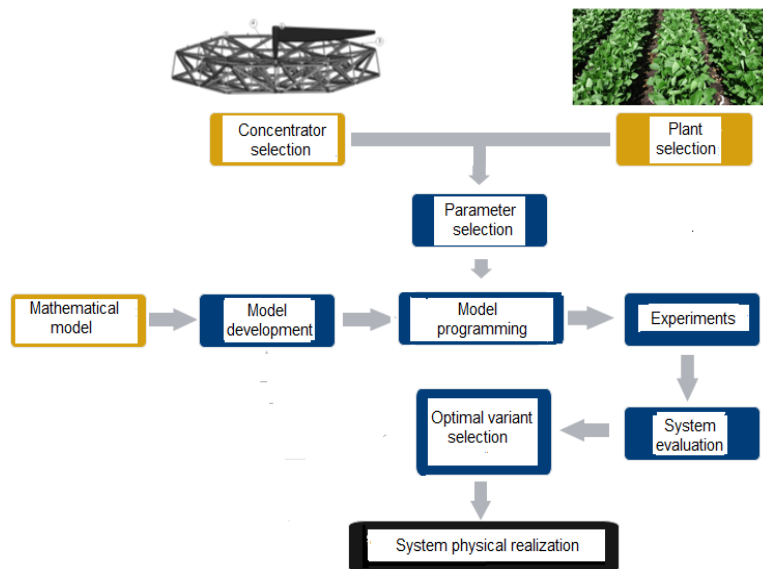 Concentrator
selection
Plant
selection
Parameter
selection
Mathematical
model
Model
development
Model
programming
Experiments
Optimal variant
selection
System
evaluation
System physical realization